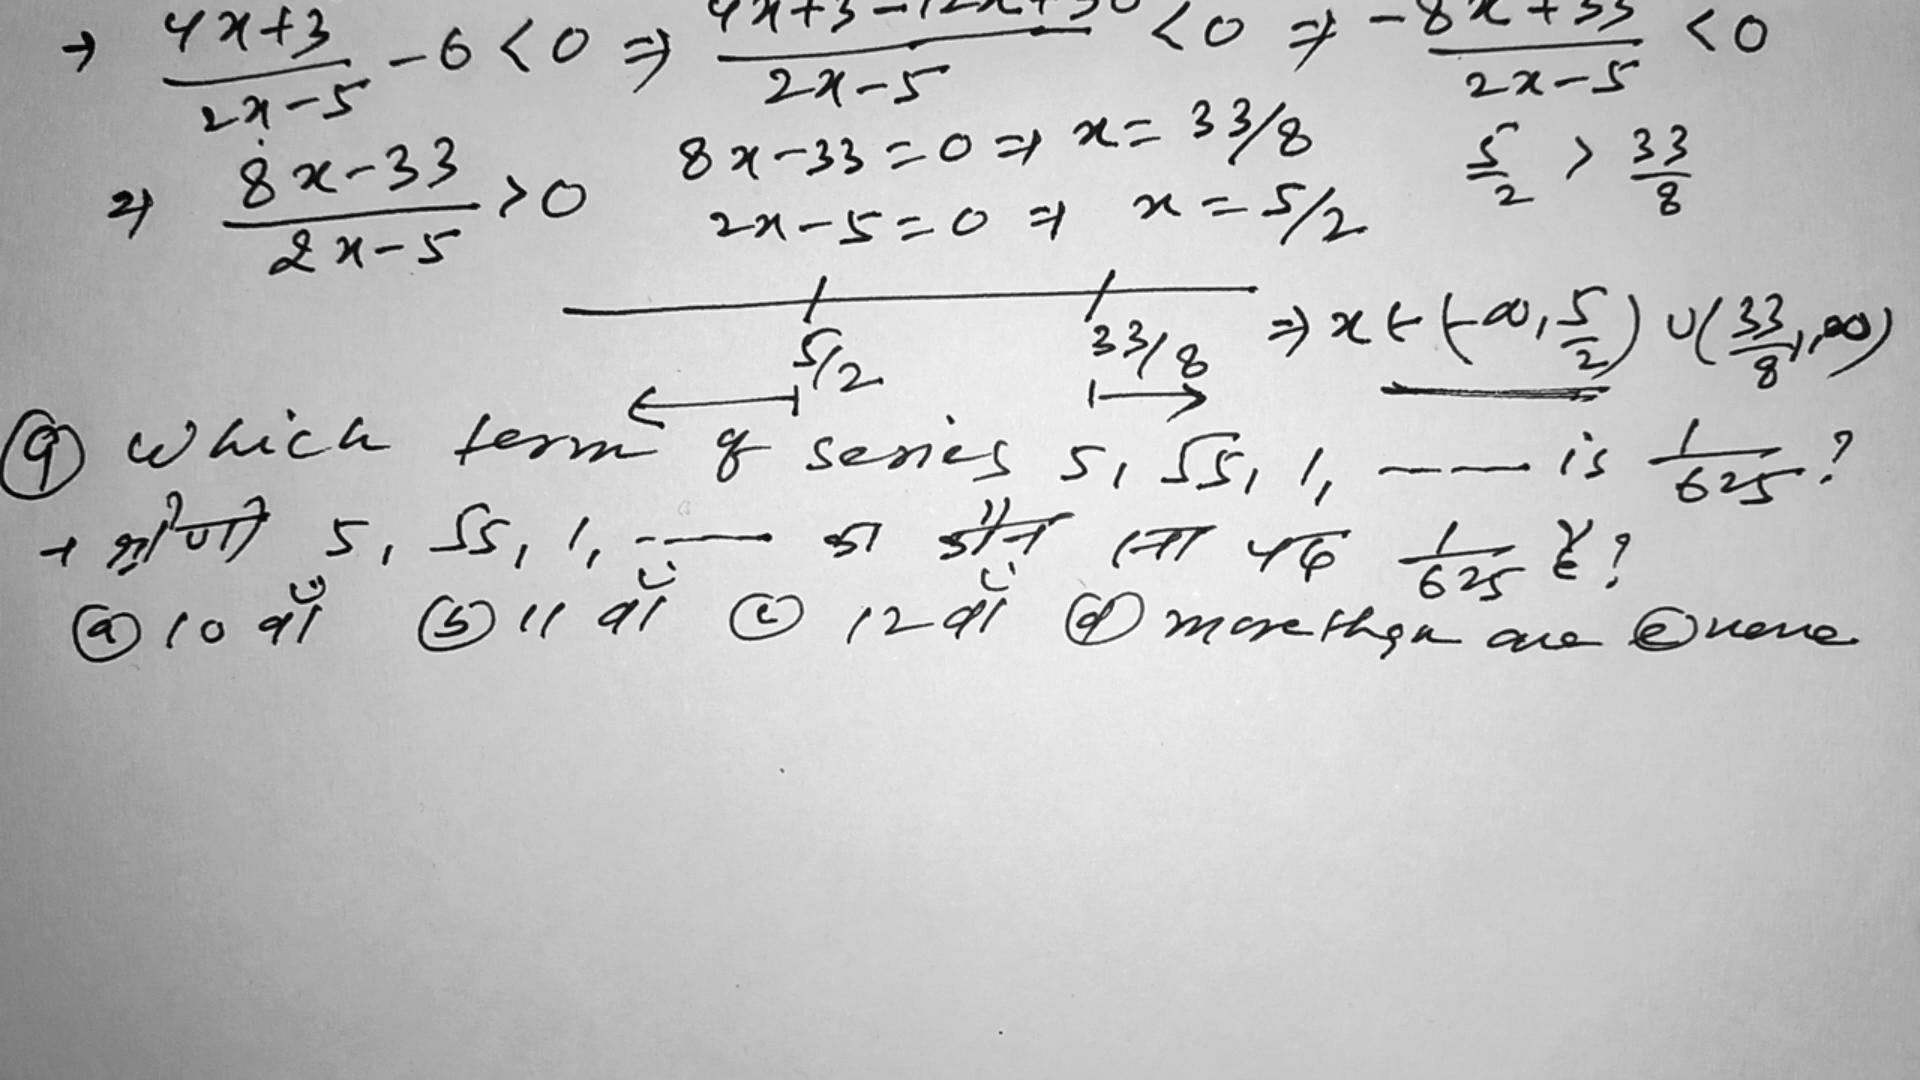 → 4x+3/2x-5 - 6 < 0 ⇒ 4x+3-12x+30/2x-5 < 0 ⇒ -8x+33/2x-5 < 0
⇒ 8x-33/2x-5 > 0 8x-33=0 ⇒ x= 33/8 5/2 > 33/8
2x-5=0 ⇒ x=5/2
5/2 33/8 ⇒ x ∈ (-∞, 5/2) ∪ (33/8, ∞)
9 which term of series 5, √5, 1, ---- is 1/625?
→ श्रेणी 5, √5, 1, ---- का कौन सा पद 1/625 है?
(a) 10 वाँ (b) 11 वाँ (c) 12 वाँ (d) more than one (e) none